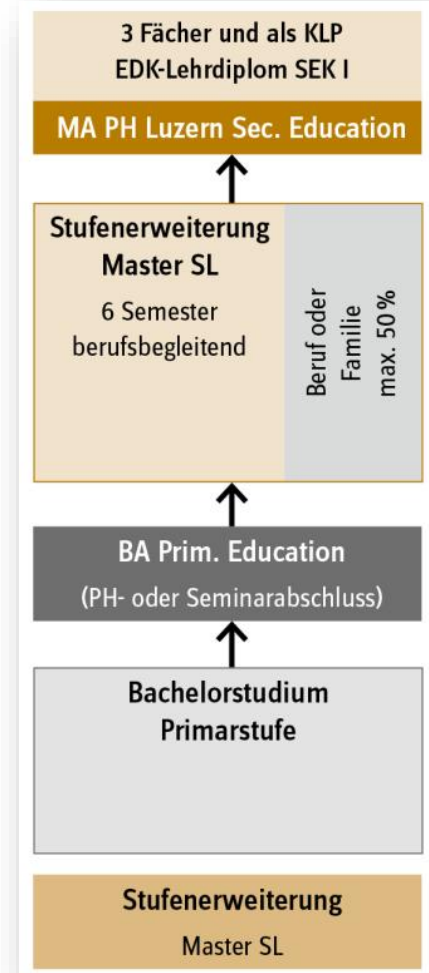 3 Fächer und als KLP
EDK-Lehrdiplom SEK I
MA PH Luzern Sec. Education
Stufenerweiterung
Master SL
6 Semester
berufsbegleitend
Beruf oder
Familie
max. 50%
BA Prim. Education
(PH- oder Seminarabschluss)
Bachelorstudium
Primarstufe
Stufenerweiterung
Master SL